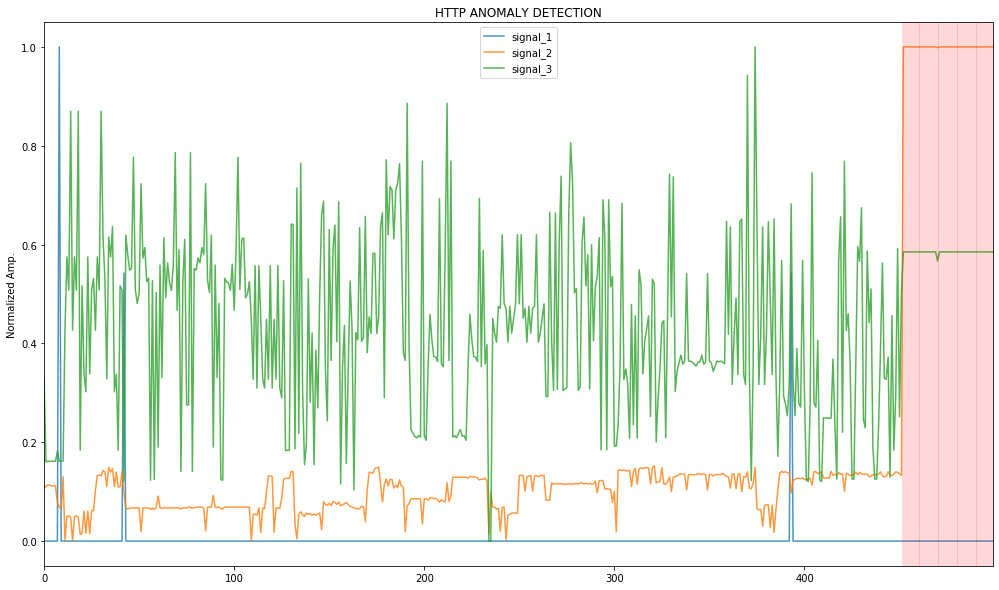 HTTP ANOMALY DETECTION
signal_1
signal_2
signal_3
Normalized Amp.
1.0
0.8
0.6
0.4
0.2
0.0
0
100
200
300
400